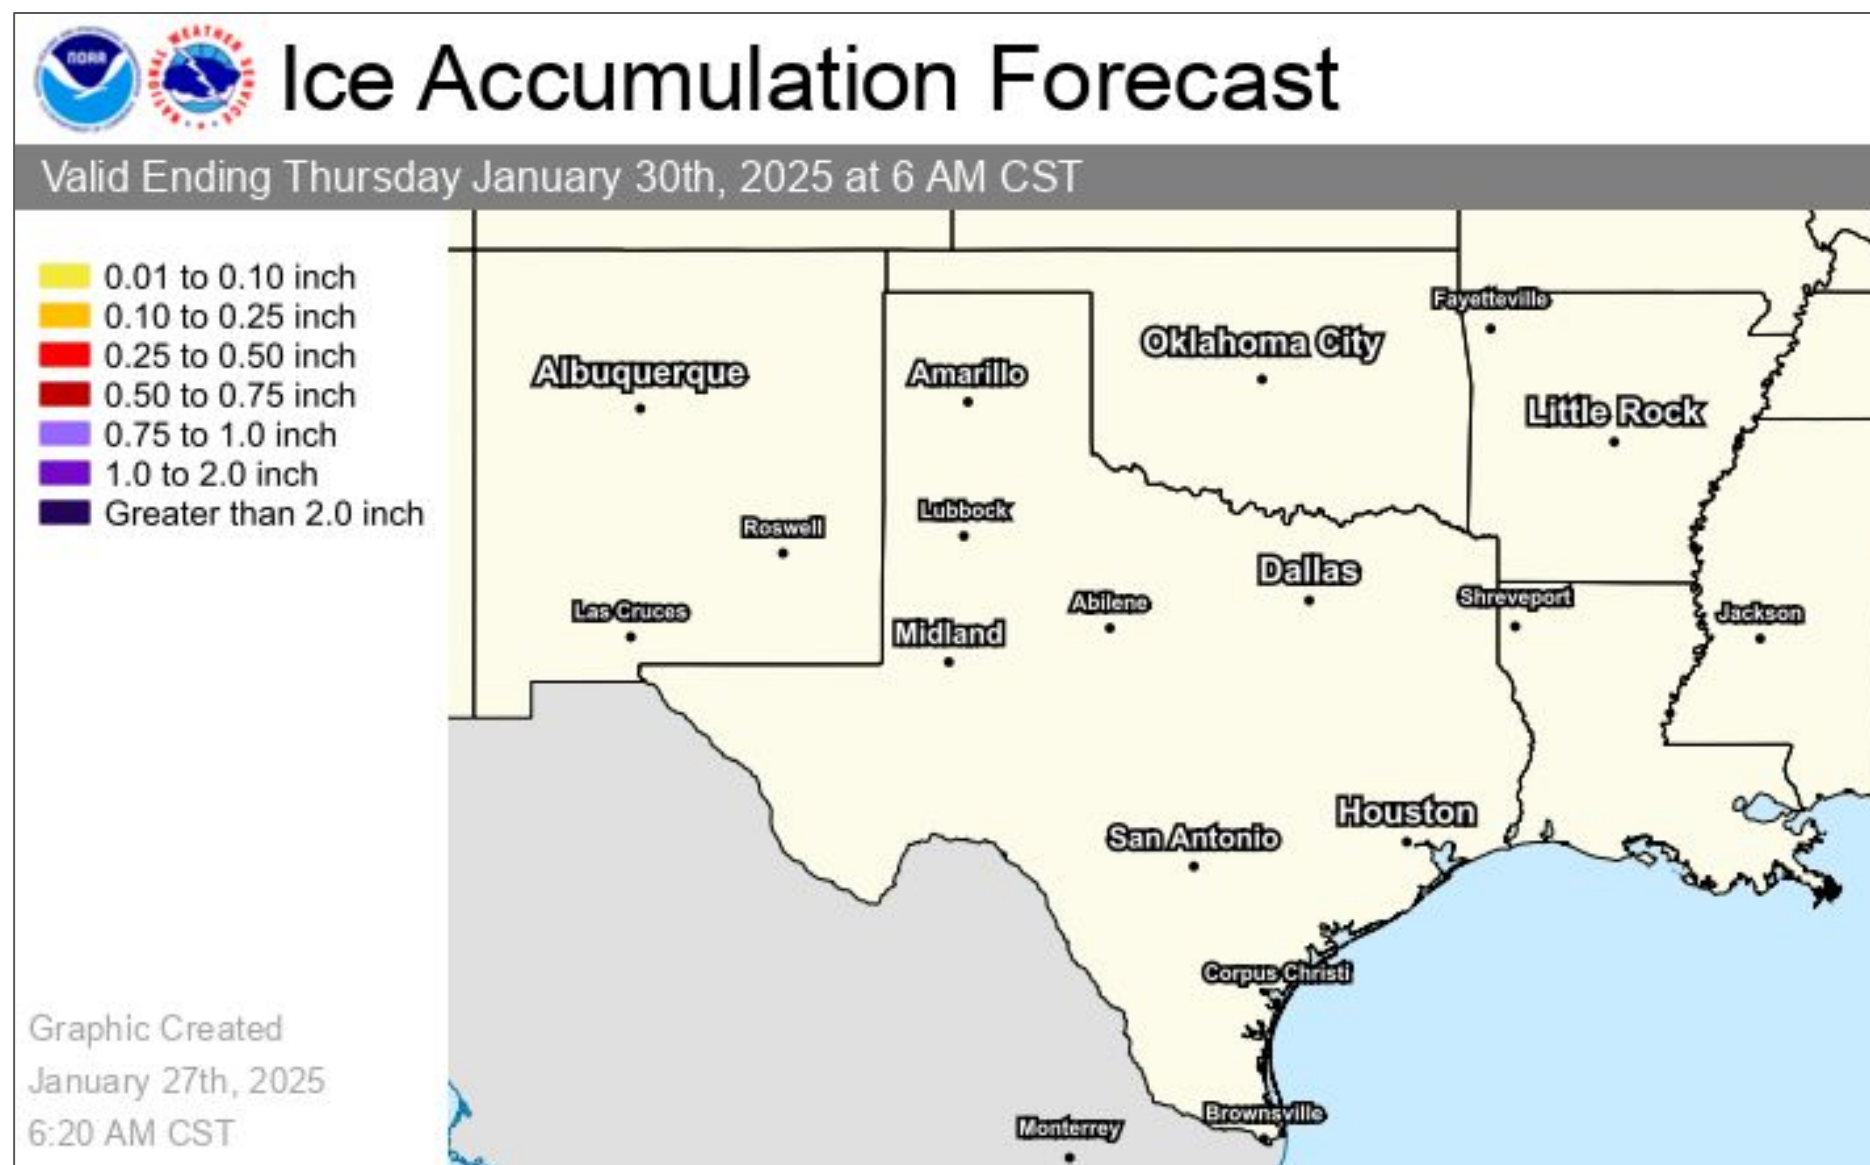 NOAA
NATIONAL WEATHER SERVICE
Ice Accumulation Forecast
Valid Ending Thursday January 30th, 2025 at 6 AM CST
0.01 to 0.10 inch
0.10 to 0.25 inch
0.25 to 0.50 inch
0.50 to 0.75 inch
0.75 to 1.0 inch
1.0 to 2.0 inch
Greater than 2.0 inch
Fayetteville
Oklahoma City
Albuquerque
Amarillo
Little Rock
Lubbock
Roswell
Dallas
Shreveport
Abilene
Las Cruces
Jackson
Midland
Houston
San Antonio
Corpus Christi
Brownsville
Monterrey
Graphic Created
January 27th, 2025
6:20 AM CST